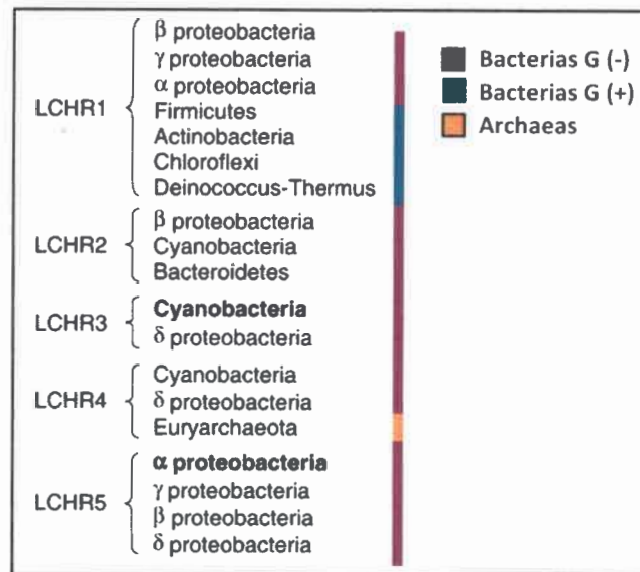 LCHR1
β proteobacteria
γ proteobacteria
α proteobacteria
Firmicutes
Actinobacteria
Chloroflexi
Deinococcus-Thermus
LCHR2
β proteobacteria
Cyanobacteria
Bacteroidetes
LCHR3
Cyanobacteria
δ proteobacteria
LCHR4
Cyanobacteria
δ proteobacteria
Euryarchaeota
LCHR5
α proteobacteria
γ proteobacteria
β proteobacteria
δ proteobacteria
Bacterias G (-)
Bacterias G (+)
Archaeas